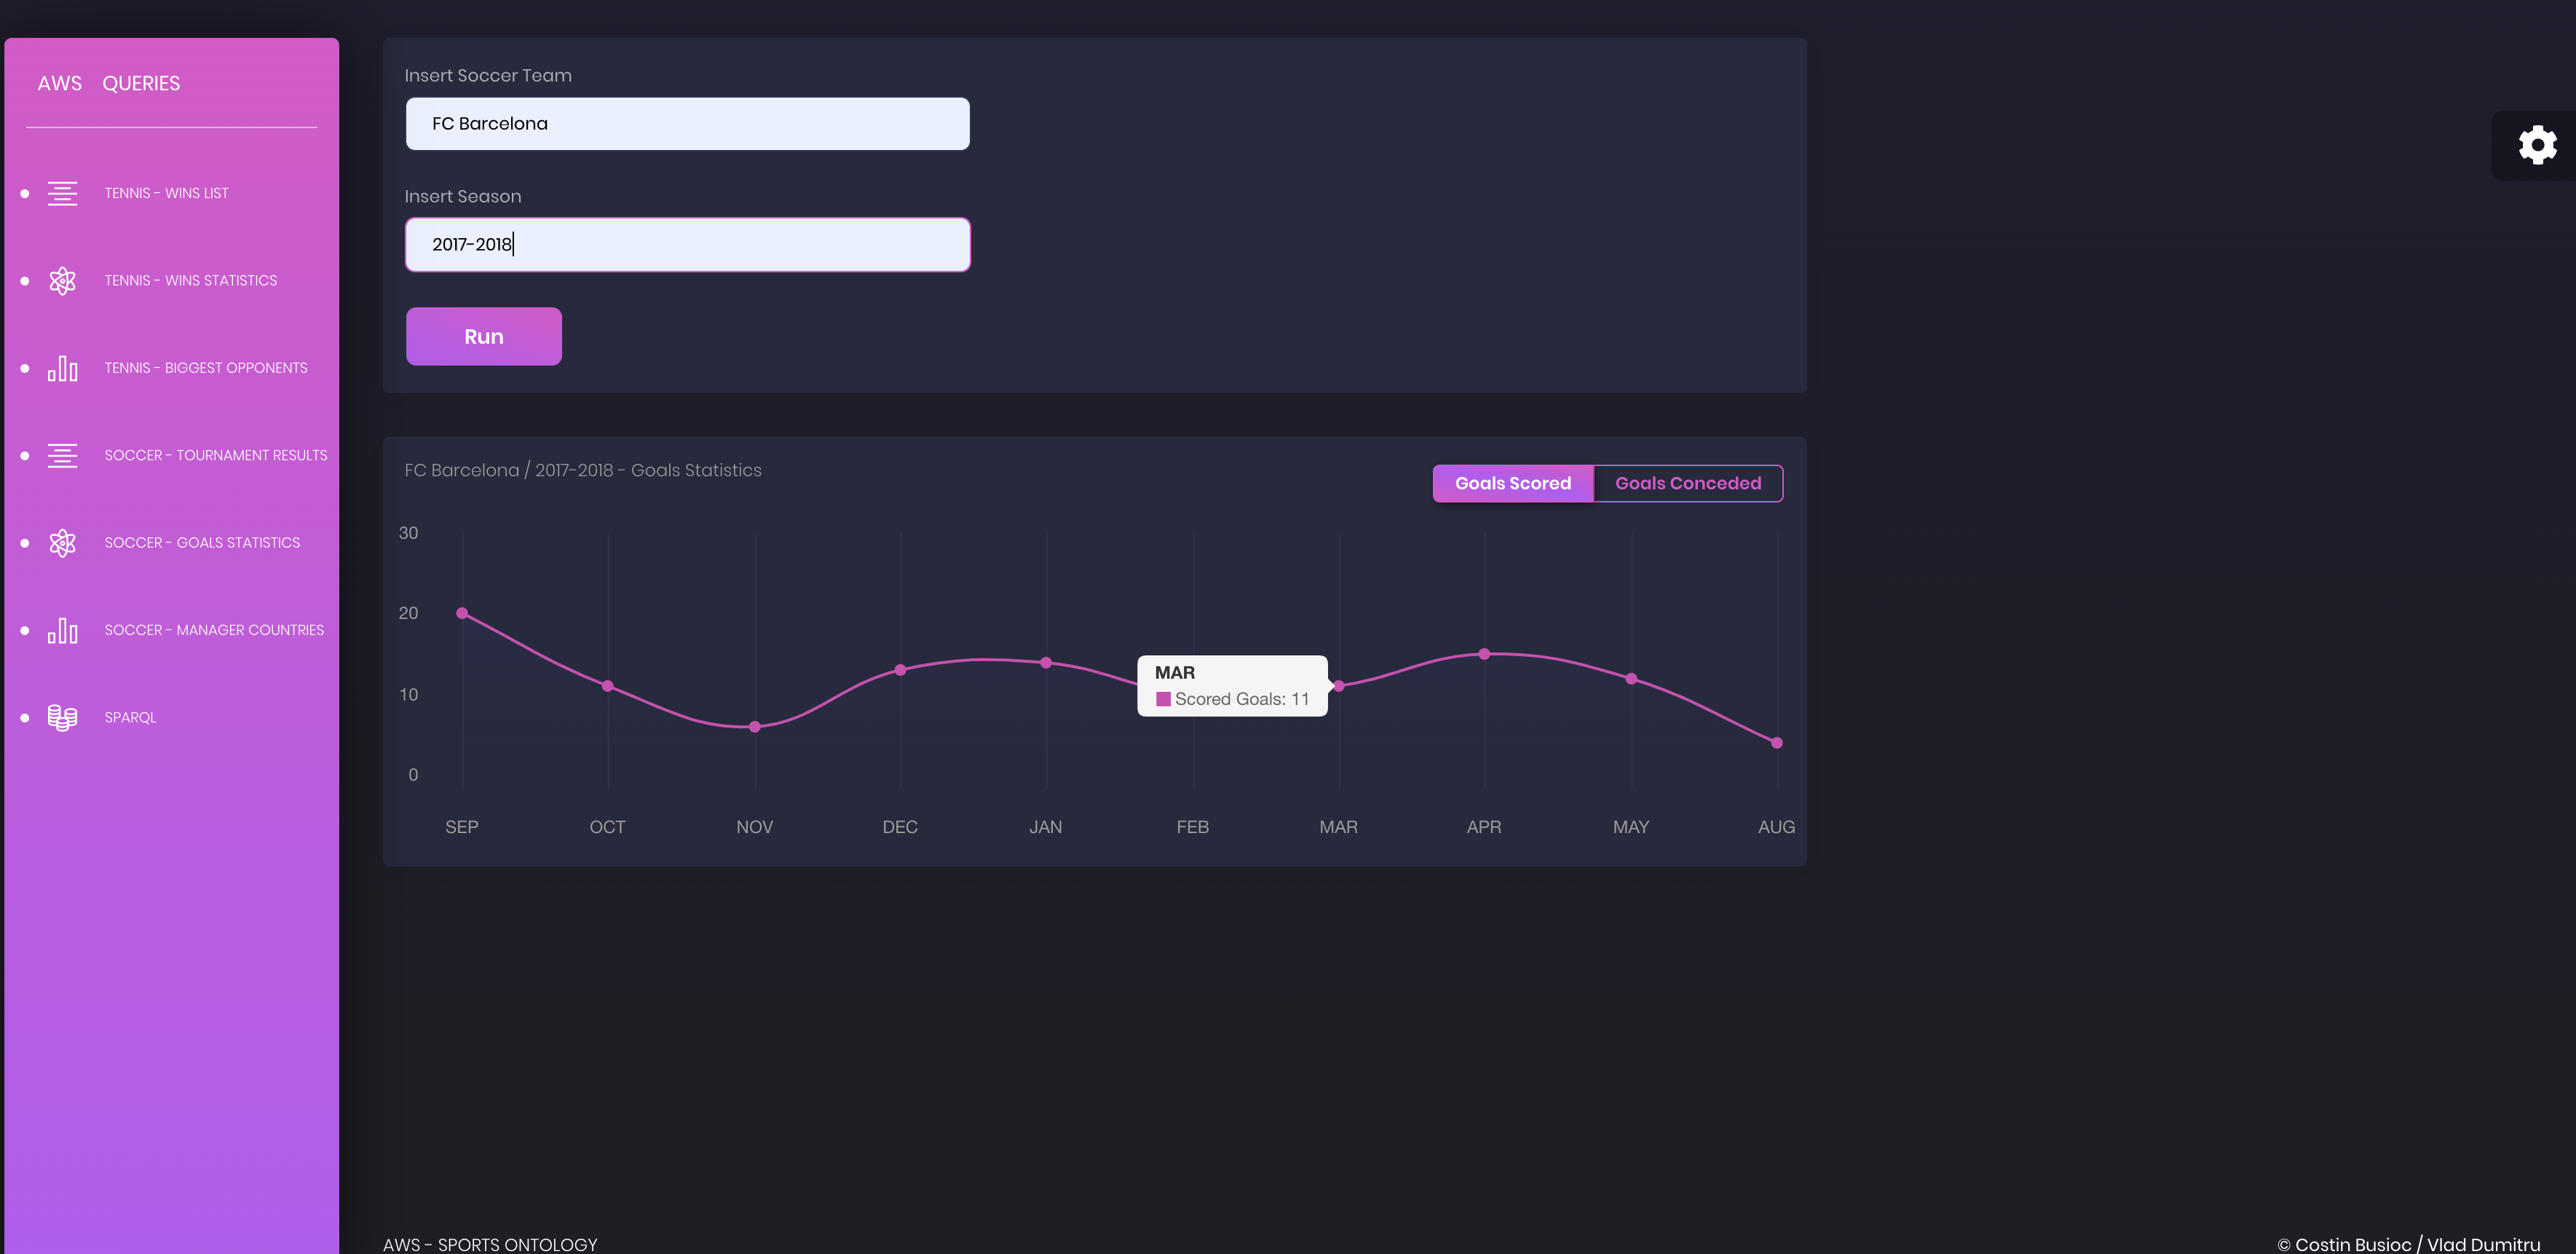 AWS QUERIES
TENNIS - WINS LIST
TENNIS - WINS STATISTICS
TENNIS - BIGGEST OPPONENTS
SOCCER - TOURNAMENT RESULTS
SOCCER - GOALS STATISTICS
SOCCER - MANAGER COUNTRIES
SPARQL
Insert Soccer Team
FC Barcelona
Insert Season
2017-2018
Run
FC Barcelona / 2017-2018 - Goals Statistics
Goals Scored Goals Conceded
30
20
10
0
MAR
Scored Goals: 11
SEP OCT NOV DEC JAN FEB MAR APR MAY AUG
AWS - SPORTS ONTOLOGY
© Costin Busioc / Vlad Dumitru